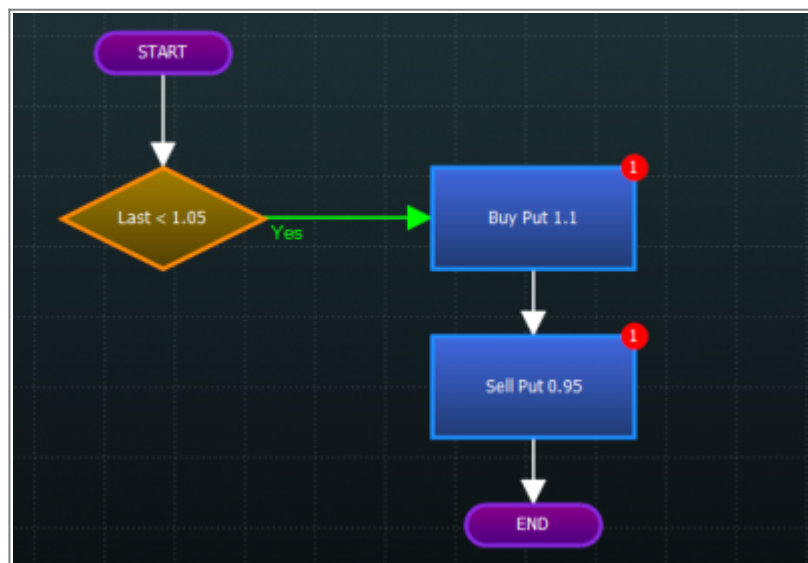 START
Last < 1.05
Yes
1
Buy Put 1.1
1
Sell Put 0.95
END